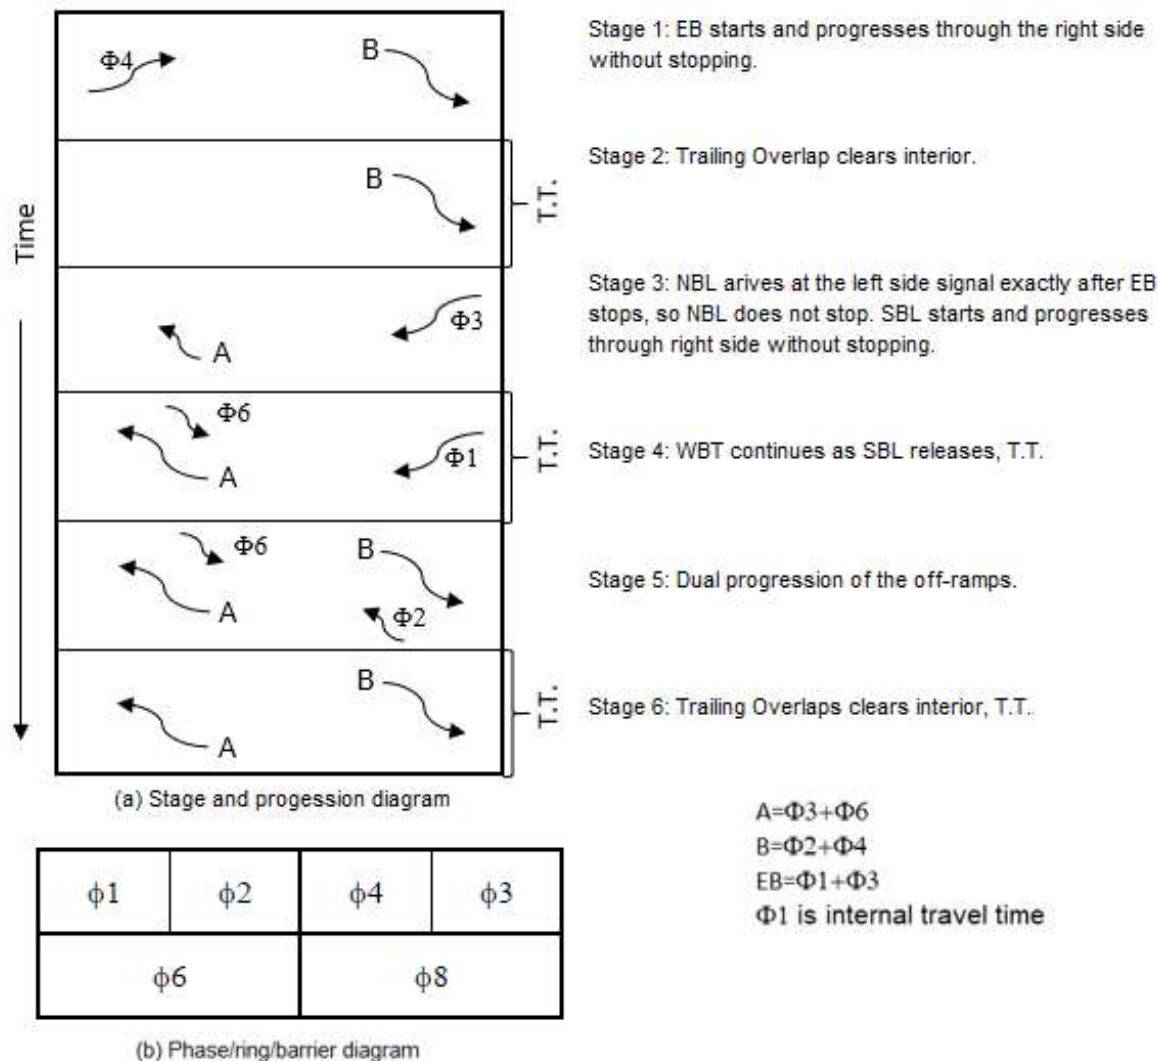 Φ4
B
Stage 1: EB starts and progresses through the right side
without stopping.
B
T.T.
Stage 2: Trailing Overlap clears interior.
Time
Φ3
A
Stage 3: NBL arives at the left side signal exactly after EB
stops, so NBL does not stop. SBL starts and progresses
through right side without stopping.
Φ6
A
Φ1
T.T.
Stage 4: WBT continues as SBL releases, T.T.
Φ6
A
B
Φ2
Stage 5: Dual progression of the off-ramps.
B
A
T.T.
Stage 6: Trailing Overlaps clears interior, T.T.
(a) Stage and progession diagram
A=Φ3+Φ6
B=Φ2+Φ4
EB=Φ1+Φ3
Φ1 is internal travel time
ϕ1 ϕ2 ϕ4 ϕ3
ϕ6 ϕ8
(b) Phase/ring/barrier diagram